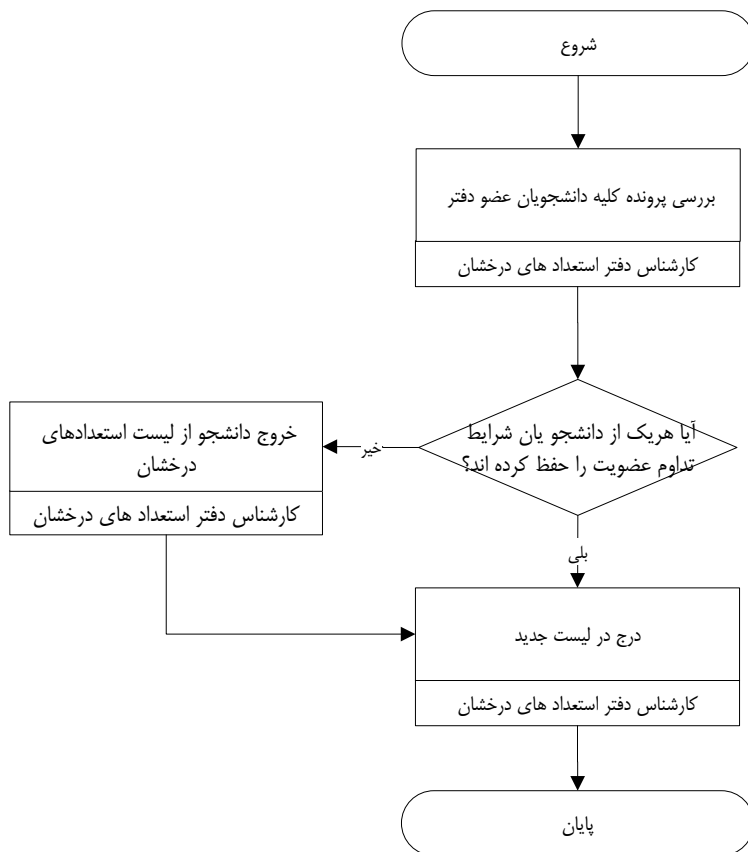 شروع
بررسی پرونده کلیه دانشجویان عضو دفتر
کارشناس دفتر استعداد های درخشان
آیا هریک از دانشجو یان شرایط
تداوم عضویت را حفظ کرده اند؟
خیر
خروج دانشجو از لیست استعدادهای
درخشان
کارشناس دفتر استعداد های درخشان
بلی
درج در لیست جدید
کارشناس دفتر استعداد های درخشان
پایان